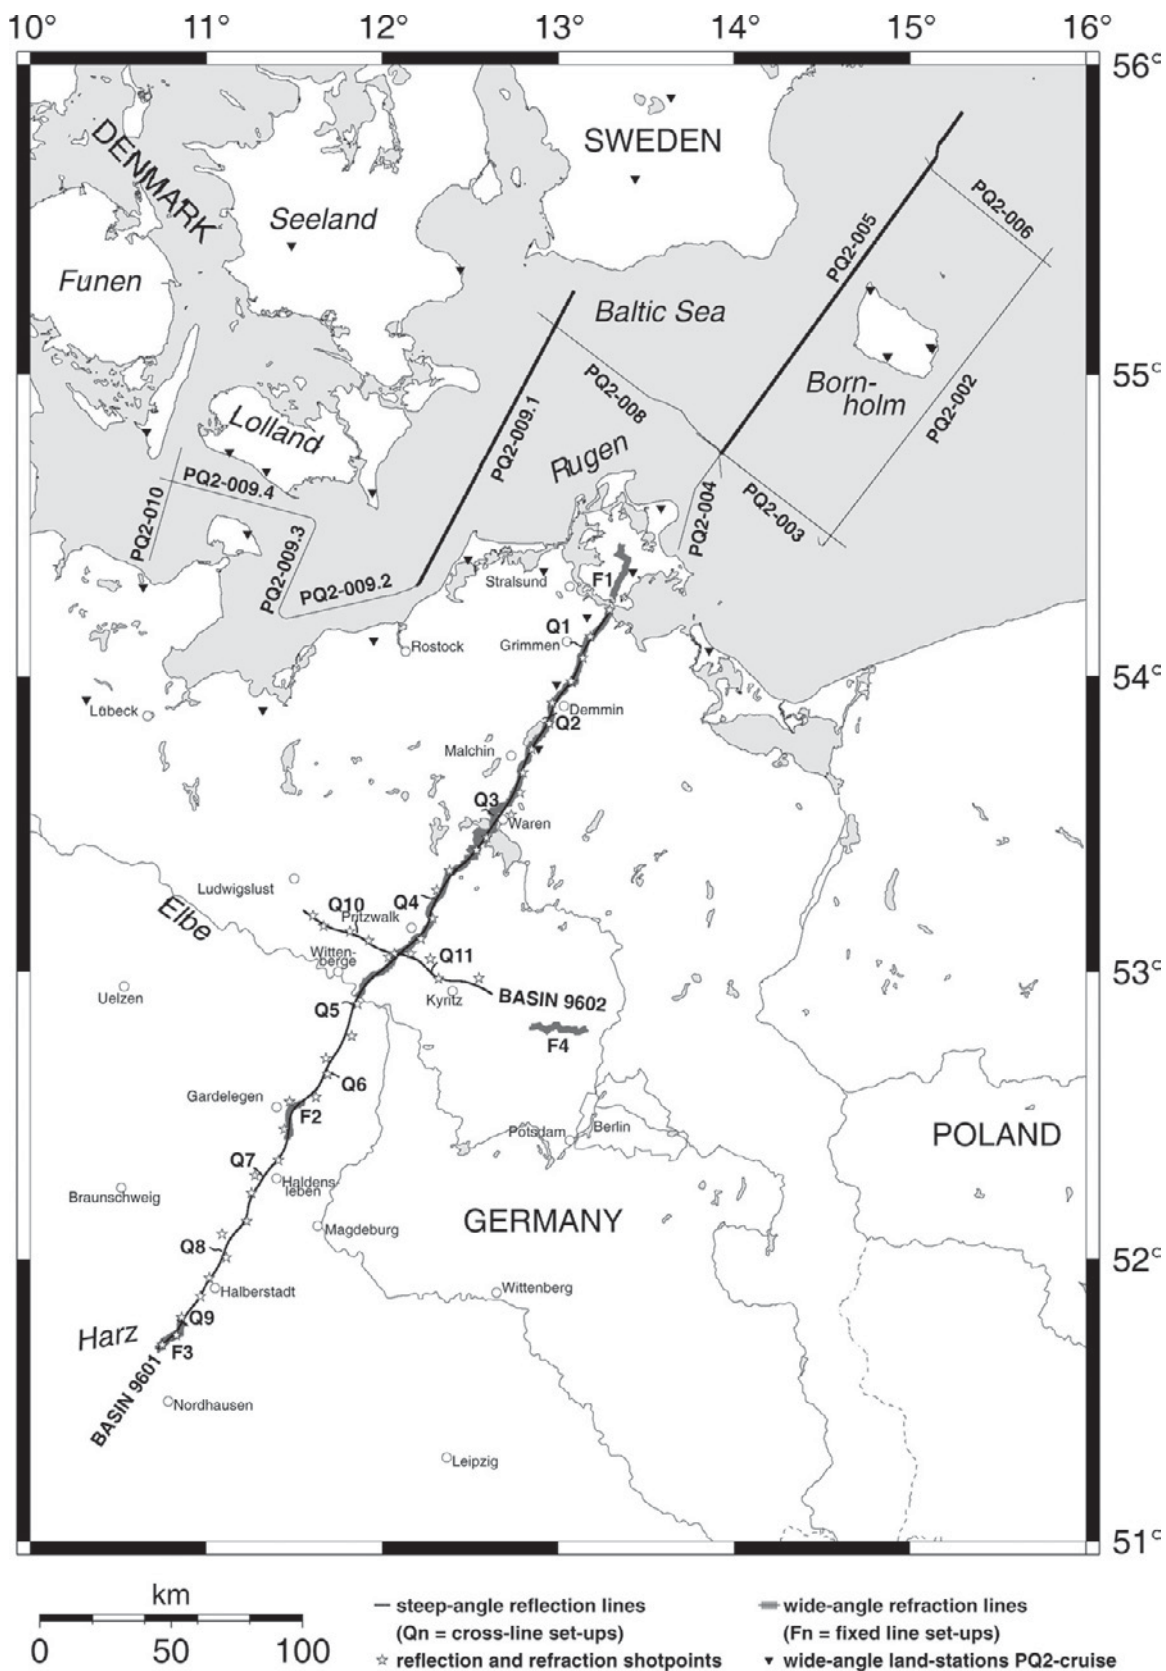 10° 11° 12° 13° 14° 15° 16°
56°
SWEDEN
DENMARK
Seeland
PQ2-006
PQ2-005
Funen
Baltic Sea
55°
Born-
holm
PQ2-002
PQ2-008
PQ2-009.1
Lolland
Rugen
PQ2-009.4
PQ2-010
PQ2-004
PQ2-003
PQ2-009.3
PQ2-009.2
Stralsund
F1
Q1
Grimmen
Rostock
54°
Lübeck
Demmin
Q2
Malchin
Q3
Waren
Ludwigslust
Q4
Q10
Pritzwalk
Elbe
Witten-
berge
Q11
53°
Uelzen
Kyritz
BASIN 9602
Q5
F4
Q6
Gardelegen
F2
Potsdam
Berlin
POLAND
Q7
Haldens-
leben
Braunschweig
GERMANY
Magdeburg
Q8
52°
Halberstadt
Wittenberg
Q9
Harz
F3
BASIN 9601
Nordhausen
Leipzig
51°
km
0 50 100
steep-angle reflection lines
(Qn = cross-line set-ups)
reflection and refraction shotpoints
wide-angle refraction lines
(Fn = fixed line set-ups)
wide-angle land-stations PQ2-cruise